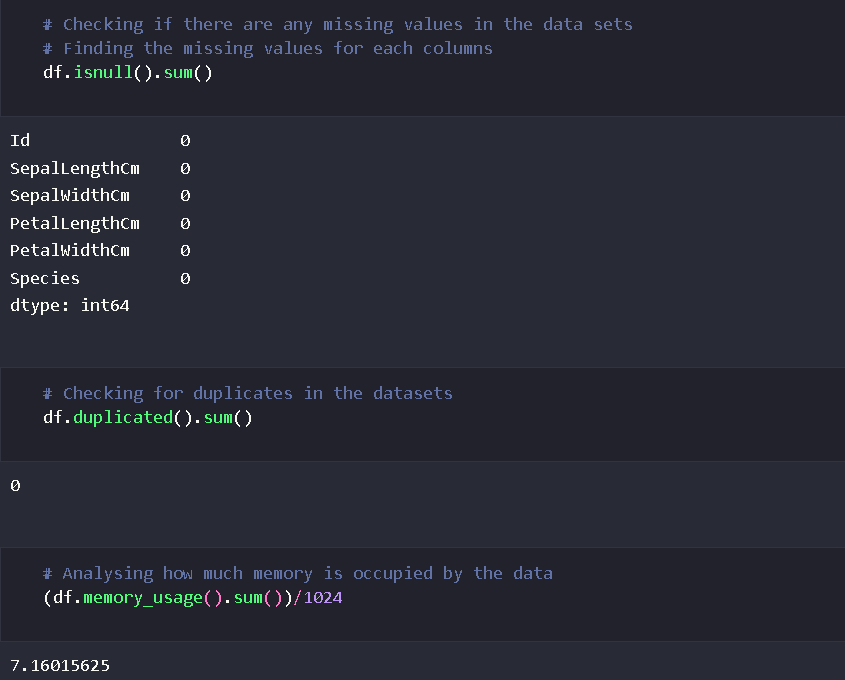 # Checking if there are any missing values in the data sets
# Finding the missing values for each columns
df.isnull().sum()
Id 0
SepalLengthCm 0
SepalWidthCm 0
PetalLengthCm 0
PetalWidthCm 0
Species 0
dtype: int64
# Checking for duplicates in the datasets
df.duplicated().sum()
0
# Analysing how much memory is occupied by the data
(df.memory_usage().sum())/1024
7.16015625